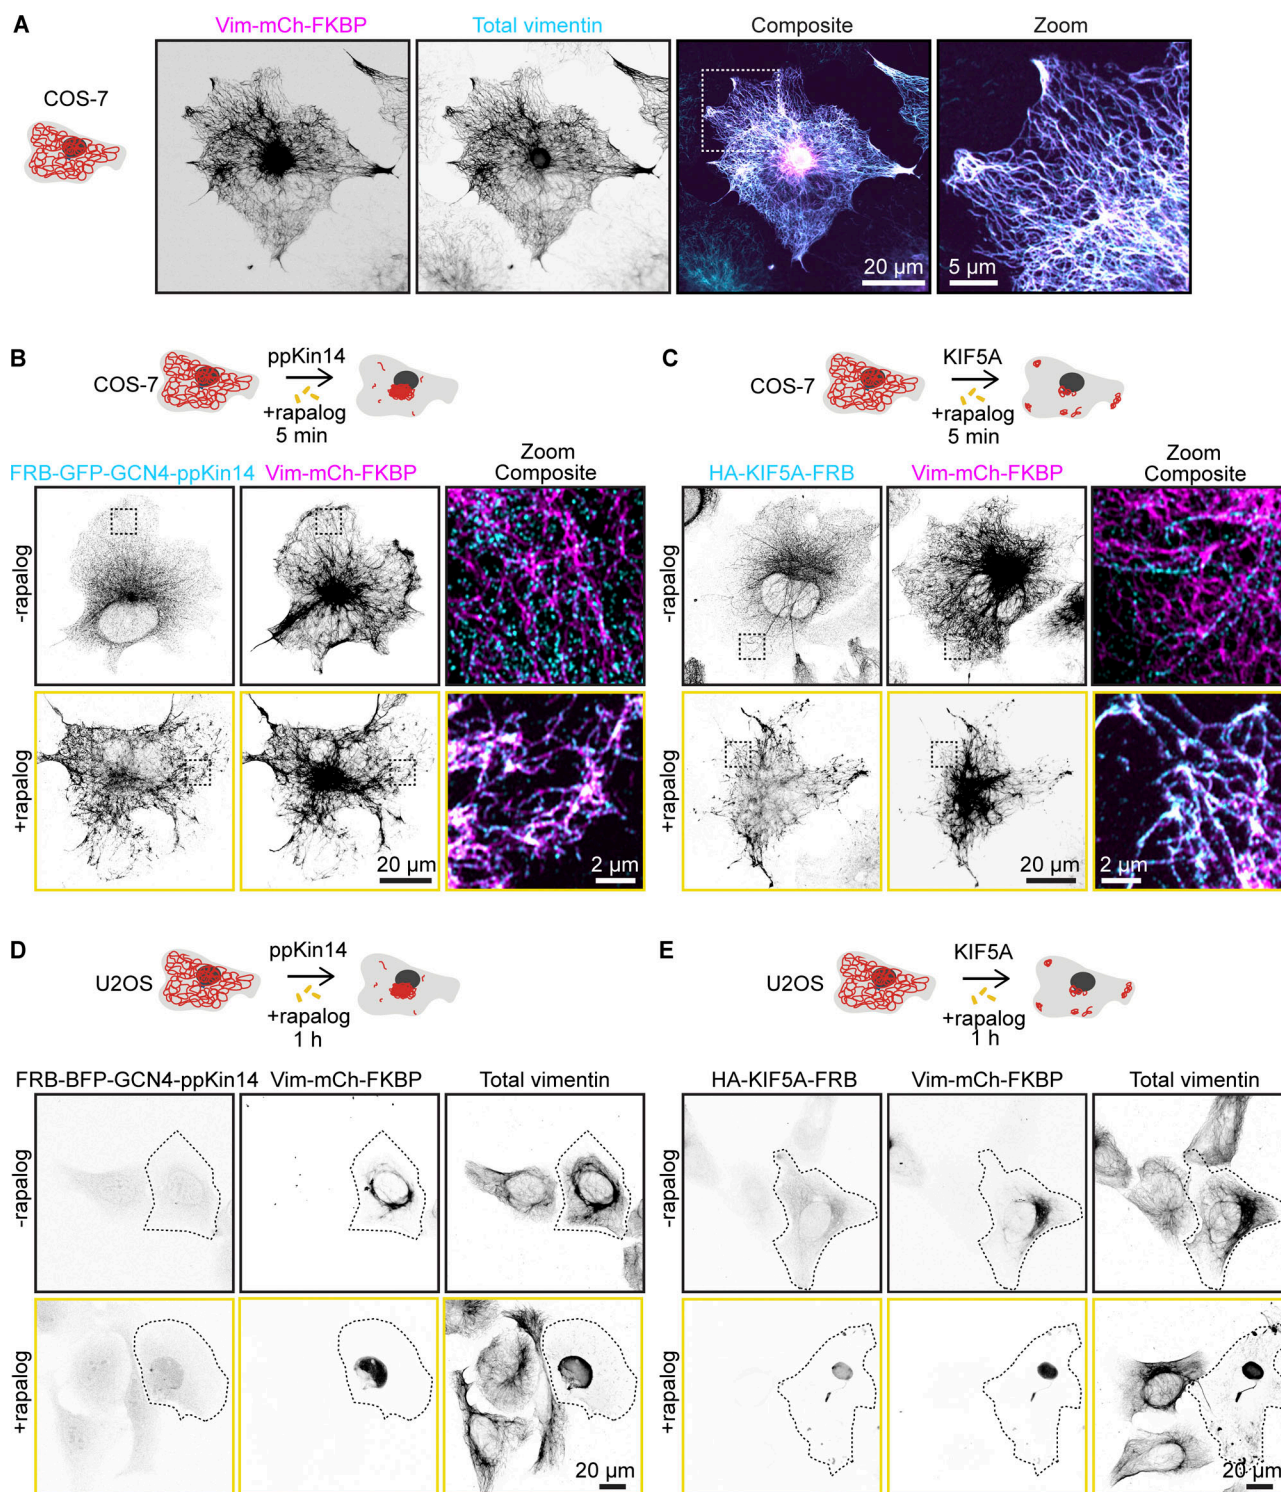 A
Vim-mCh-FKBP
Total vimentin
Composite
Zoom
COS-7
20 µm
5 µm
B
COS-7
ppKin14
+rapalog
5 min
FRB-GFP-GCN4-ppKin14
Vim-mCh-FKBP
Zoom
Composite
-rapalog
+rapalog
20 µm
2 µm
C
COS-7
KIF5A
+rapalog
5 min
HA-KIF5A-FRB
Vim-mCh-FKBP
Zoom
Composite
-rapalog
+rapalog
20 µm
2 µm
D
U2OS
ppKin14
+rapalog
1 h
FRB-BFP-GCN4-ppKin14
Vim-mCh-FKBP
Total vimentin
-rapalog
+rapalog
20 µm
E
U2OS
KIF5A
+rapalog
1 h
HA-KIF5A-FRB
Vim-mCh-FKBP
Total vimentin
-rapalog
+rapalog
20 µm